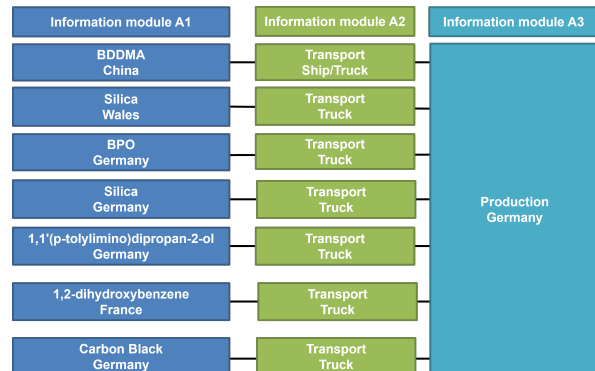 Information module A1
Information module A2
Information module A3
BDDMA
China
Transport
Ship/Truck
Silica
Wales
Transport
Truck
BPO
Germany
Transport
Truck
Silica
Germany
Transport
Truck
Production
Germany
1,1'(p-tolylimino)dipropan-2-ol
Germany
Transport
Truck
1,2-dihydroxybenzene
France
Transport
Truck
Carbon Black
Germany
Transport
Truck